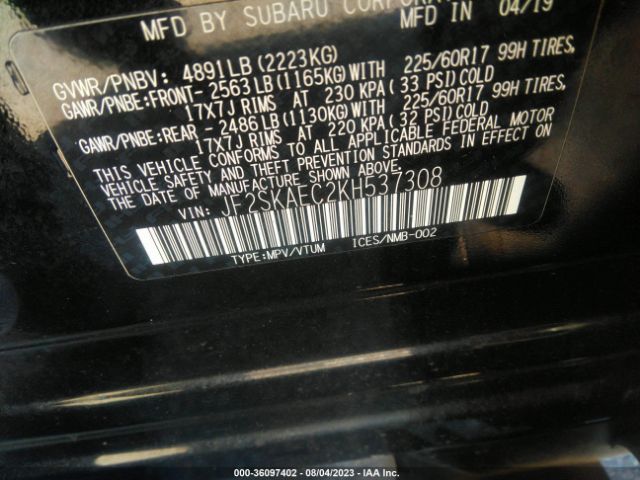 MFD BY SUBARU CORPORA
MFD IN 04/19
GVWR/PNBV: 4891LB(2223KG)
GAWR/PNBE:FRONT-2563LB(1165KG)WITH 225/60R17 99H TIRES,
17X7J RIMS AT 230 KPA(33 PSI)COLD
GAWR/PNBE:REAR -2486LB(1130KG)WITH 225/60R17 99H TIRES,
17X7J RIMS AT 220 KPA(32 PSI)COLD
THIS VEHICLE CONFORMS TO ALL APPLICABLE FEDERAL MOTOR
VEHICLE SAFETY AND THEFT PREVENTION STANDARDS IN EFFECT ON
THE DATE OF MANUFACTURE SHOWN ABOVE.
VIN: JF2SKAEC2KH537308
TYPE:MPV/VTUM ICES/NMB-002
000-36097402 - 08/04/2023 - IAA Inc.